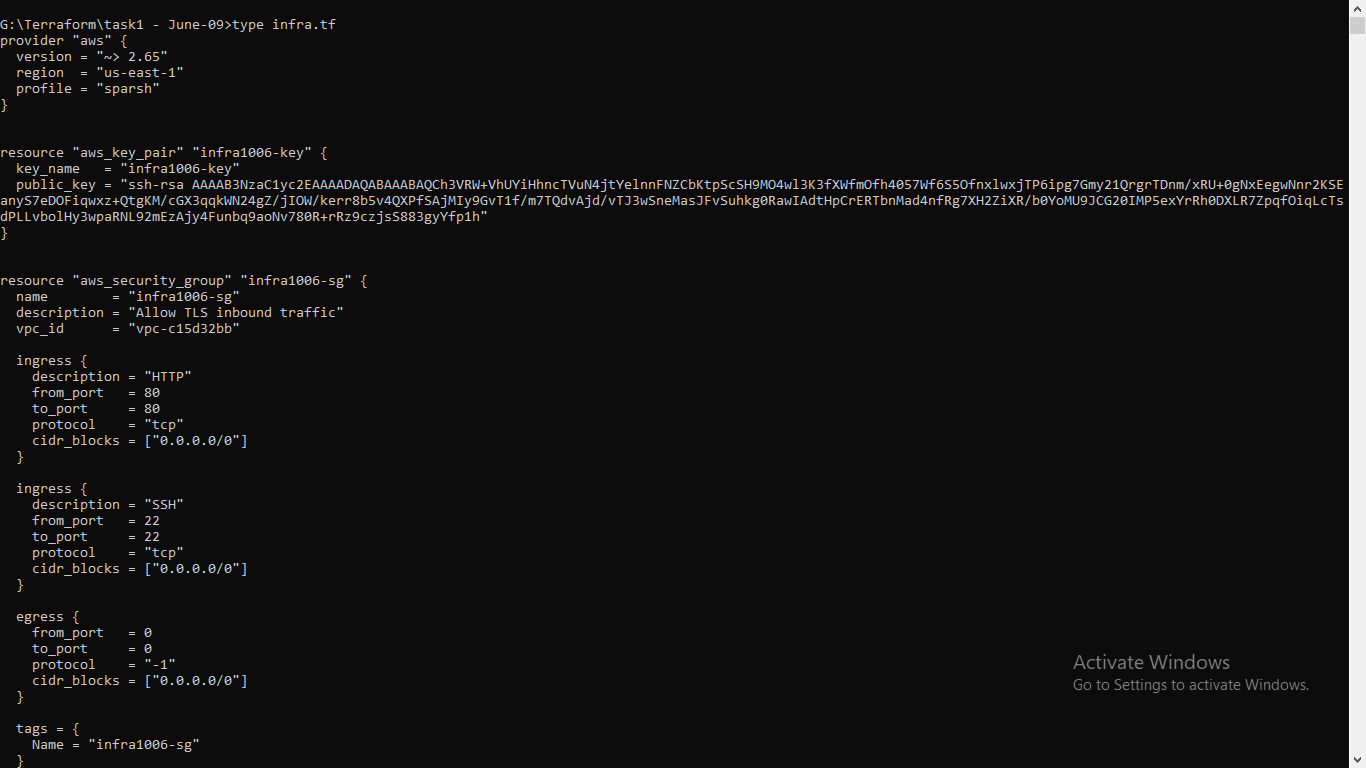 G:\Terraform\task1 - June-09>type infra.tf
provider "aws" {
  version = "~> 2.65"
  region  = "us-east-1"
  profile = "sparsh"
}
resource "aws_key_pair" "infra1006-key" {
  key_name   = "infra1006-key"
  public_key = "ssh-rsa AAAAB3NzaC1yc2EAAAADAQABAAABAQCh3VRW+VhUYiHhncTVuN4jtYelnnFNZCbKtpScSH9MO4wl3K3fXWfmOfh4057Wf6S5OfnxlwxjTP6ipg7Gmy21QrgrTDnm/xRU+0gNxEegwNnr2KSE
anyS7eDOFiqwxz+QtgKM/cGX3qqkWN24gZ/jIOW/kerr8b5v4QXPfSAjMIy9GvT1f/m7TQdvAjd/vTJ3wSneMasJFvSuhkg0RawIAdtHpCrERTbnMad4nfRg7XH2ZiXR/b0YoMU9JCG20IMP5exYrRh0DXLR7ZpqfOiqLcTs
dPLLvbolHy3wpaRNL92mEzAjy4Funbq9aoNv780R+rRz9czjsS883gyYfp1h"
}
resource "aws_security_group" "infra1006-sg" {
  name        = "infra1006-sg"
  description = "Allow TLS inbound traffic"
  vpc_id      = "vpc-c15d32bb"
  ingress {
    description = "HTTP"
    from_port   = 80
    to_port     = 80
    protocol    = "tcp"
    cidr_blocks = ["0.0.0.0/0"]
  }
  ingress {
    description = "SSH"
    from_port   = 22
    to_port     = 22
    protocol    = "tcp"
    cidr_blocks = ["0.0.0.0/0"]
  }
  egress {
    from_port   = 0
    to_port     = 0
    protocol    = "-1"
    cidr_blocks = ["0.0.0.0/0"]
  }
  tags = {
    Name = "infra1006-sg"
  }
Activate Windows
Go to Settings to activate Windows.